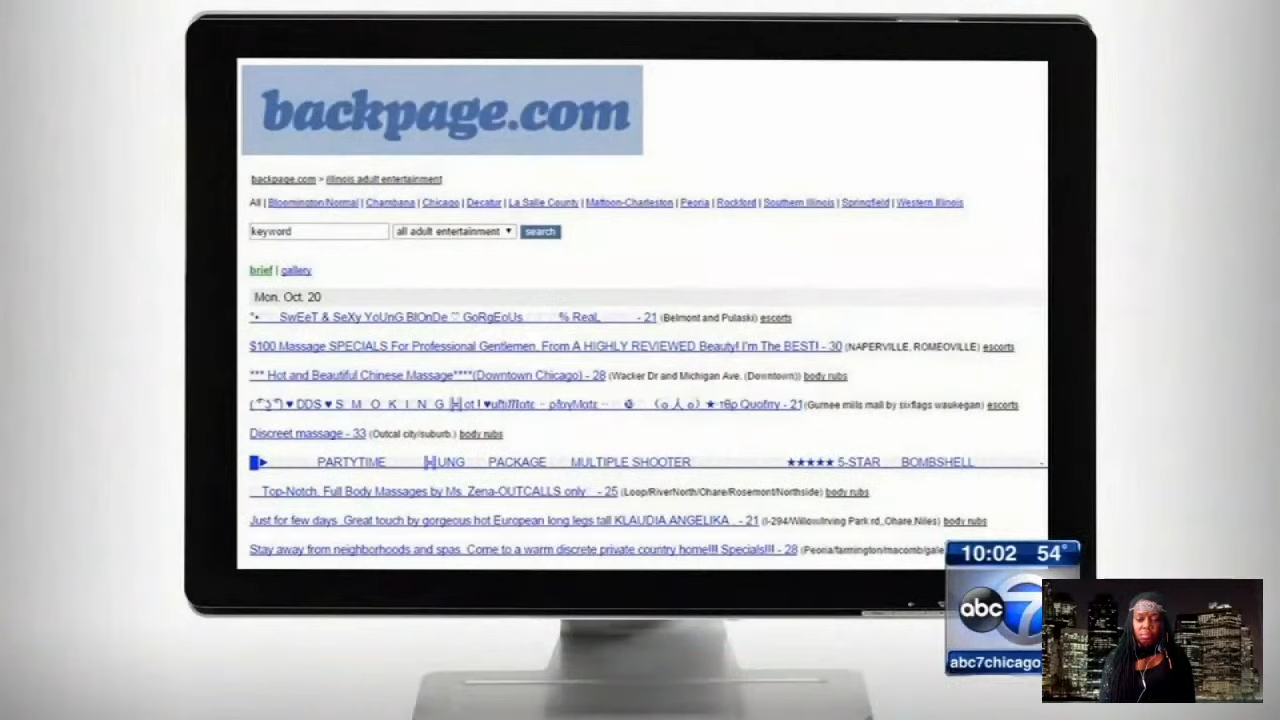 backpage.com
backpage.com > illinois adult entertainment
All | Bloomington/Normal | Chambana | Chicago | Decatur | La Salle County | Mattoon-Charleston | Peoria | Rockford | Southern Illinois | Springfield | Western Illinois
keyword all adult entertainment ▼ search
brief | gallery
Mon. Oct. 20
SwEeT & SeXy YoUnG BlOnDe ♡ GoRgEoUs % ReaL - 21 (Belmont and Pulaski) escorts
$100 Massage SPECIALS For Professional Gentlemen. From A HIGHLY REVIEWED Beauty! I'm The BEST! - 30 (NAPERVILLE, ROMEOVILLE) escorts
*** Hot and Beautiful Chinese Massage****(Downtown Chicago) - 28 (Wacker Dr and Michigan Ave. (Downtown)) body rubs
♥ DDS ♥ S M O K I N G - 21 (Gurnee mills mall by sixflags waukegan) escorts
Discreet massage - 33 (Outcal city/suburb.) body rubs
PARTYTIME HUNG PACKAGE MULTIPLE SHOOTER ★★★★★ 5-STAR BOMBSHELL -
Top-Notch. Full Body Massages by Ms. Zena-OUTCALLS only - 25 (Loop/RiverNorth/Ohare/Rosemont/Northside) body rubs
Just for few days. Great touch by gorgeous hot European long legs tall KLAUDIA ANGELIKA - 21 (I-294/Willow/Irving Park rd, Ohare,Niles) body rubs
Stay away from neighborhoods and spas. Come to a warm discrete private country home!!! Specials!!! - 28 (Peoria/farmington/macomb/gale
10:02 54°
abc 7
abc7chicago